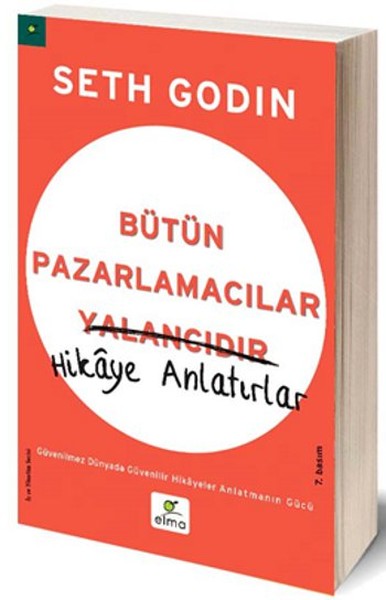 SETH GODIN
BÜTÜN
PAZARLAMACILAR
YALANCIDIR
Hikâye Anlatırlar
Güvenilmez Dünyada Güvenilir Hikâyeler Anlatmanın Gücü
7. basım
elma